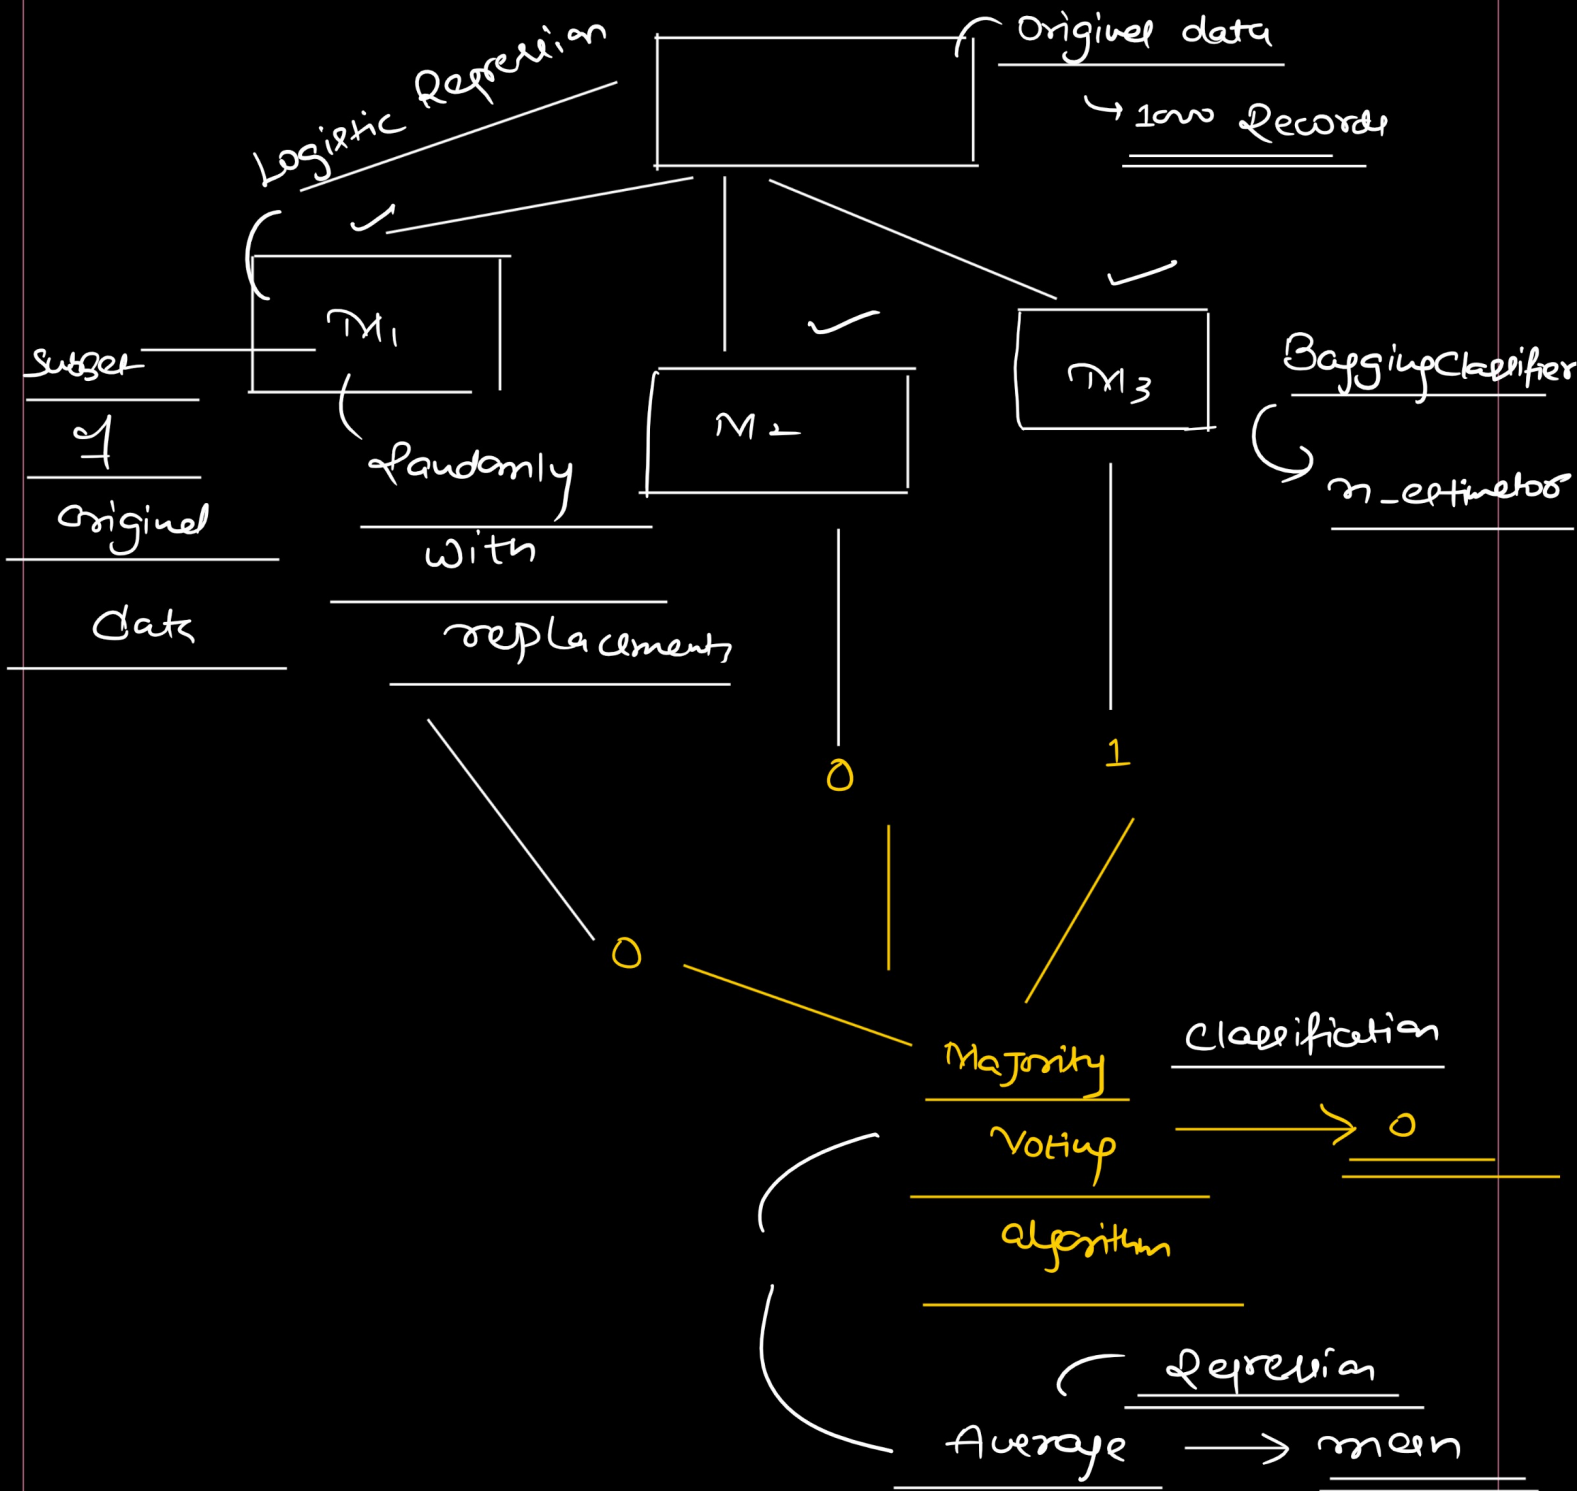 Original data
↳ 1000 Records
Logistic Regression
M1
M2
M3
Subset
of
original
data
Randomly
with
replacement
BaggingClassifier
n_estimator
0
1
0
Majority
Voting
algorithm
Classification
→ 0
Regression
Average → mean